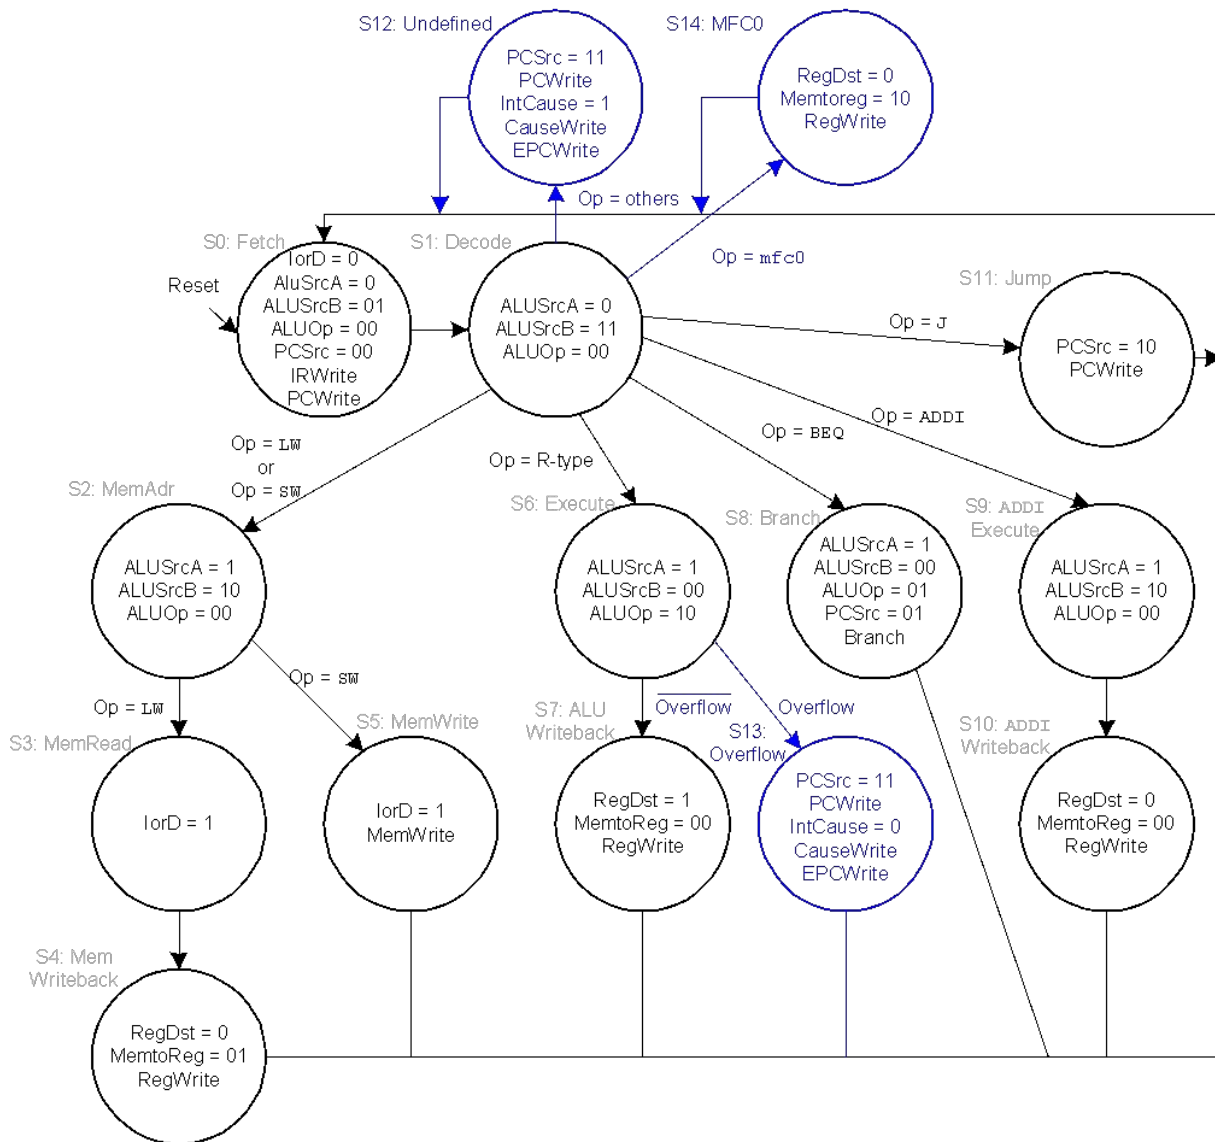 S12: Undefined
PCSrc = 11
PCWrite
IntCause = 1
CauseWrite
EPCWrite
S14: MFC0
RegDst = 0
Memtoreg = 10
RegWrite
Op = others
S0: Fetch
Reset
IorD = 0
AluSrcA = 0
ALUSrcB = 01
ALUOp = 00
PCSrc = 00
IRWrite
PCWrite
S1: Decode
ALUSrcA = 0
ALUSrcB = 11
ALUOp = 00
Op = mfc0
S11: Jump
Op = J
PCSrc = 10
PCWrite
Op = ADDI
Op = BEQ
Op = R-type
Op = LW
or
Op = SW
S2: MemAdr
ALUSrcA = 1
ALUSrcB = 10
ALUOp = 00
S6: Execute
ALUSrcA = 1
ALUSrcB = 00
ALUOp = 10
S8: Branch
ALUSrcA = 1
ALUSrcB = 00
ALUOp = 01
PCSrc = 01
Branch
S9: ADDI
Execute
ALUSrcA = 1
ALUSrcB = 10
ALUOp = 00
Op = LW
Op = SW
Overflow
Overflow
S3: MemRead
IorD = 1
S5: MemWrite
IorD = 1
MemWrite
S7: ALU
Writeback
RegDst = 1
MemtoReg = 00
RegWrite
S13:
Overflow
PCSrc = 11
PCWrite
IntCause = 0
CauseWrite
EPCWrite
S10: ADDI
Writeback
RegDst = 0
MemtoReg = 00
RegWrite
S4: Mem
Writeback
RegDst = 0
MemtoReg = 01
RegWrite